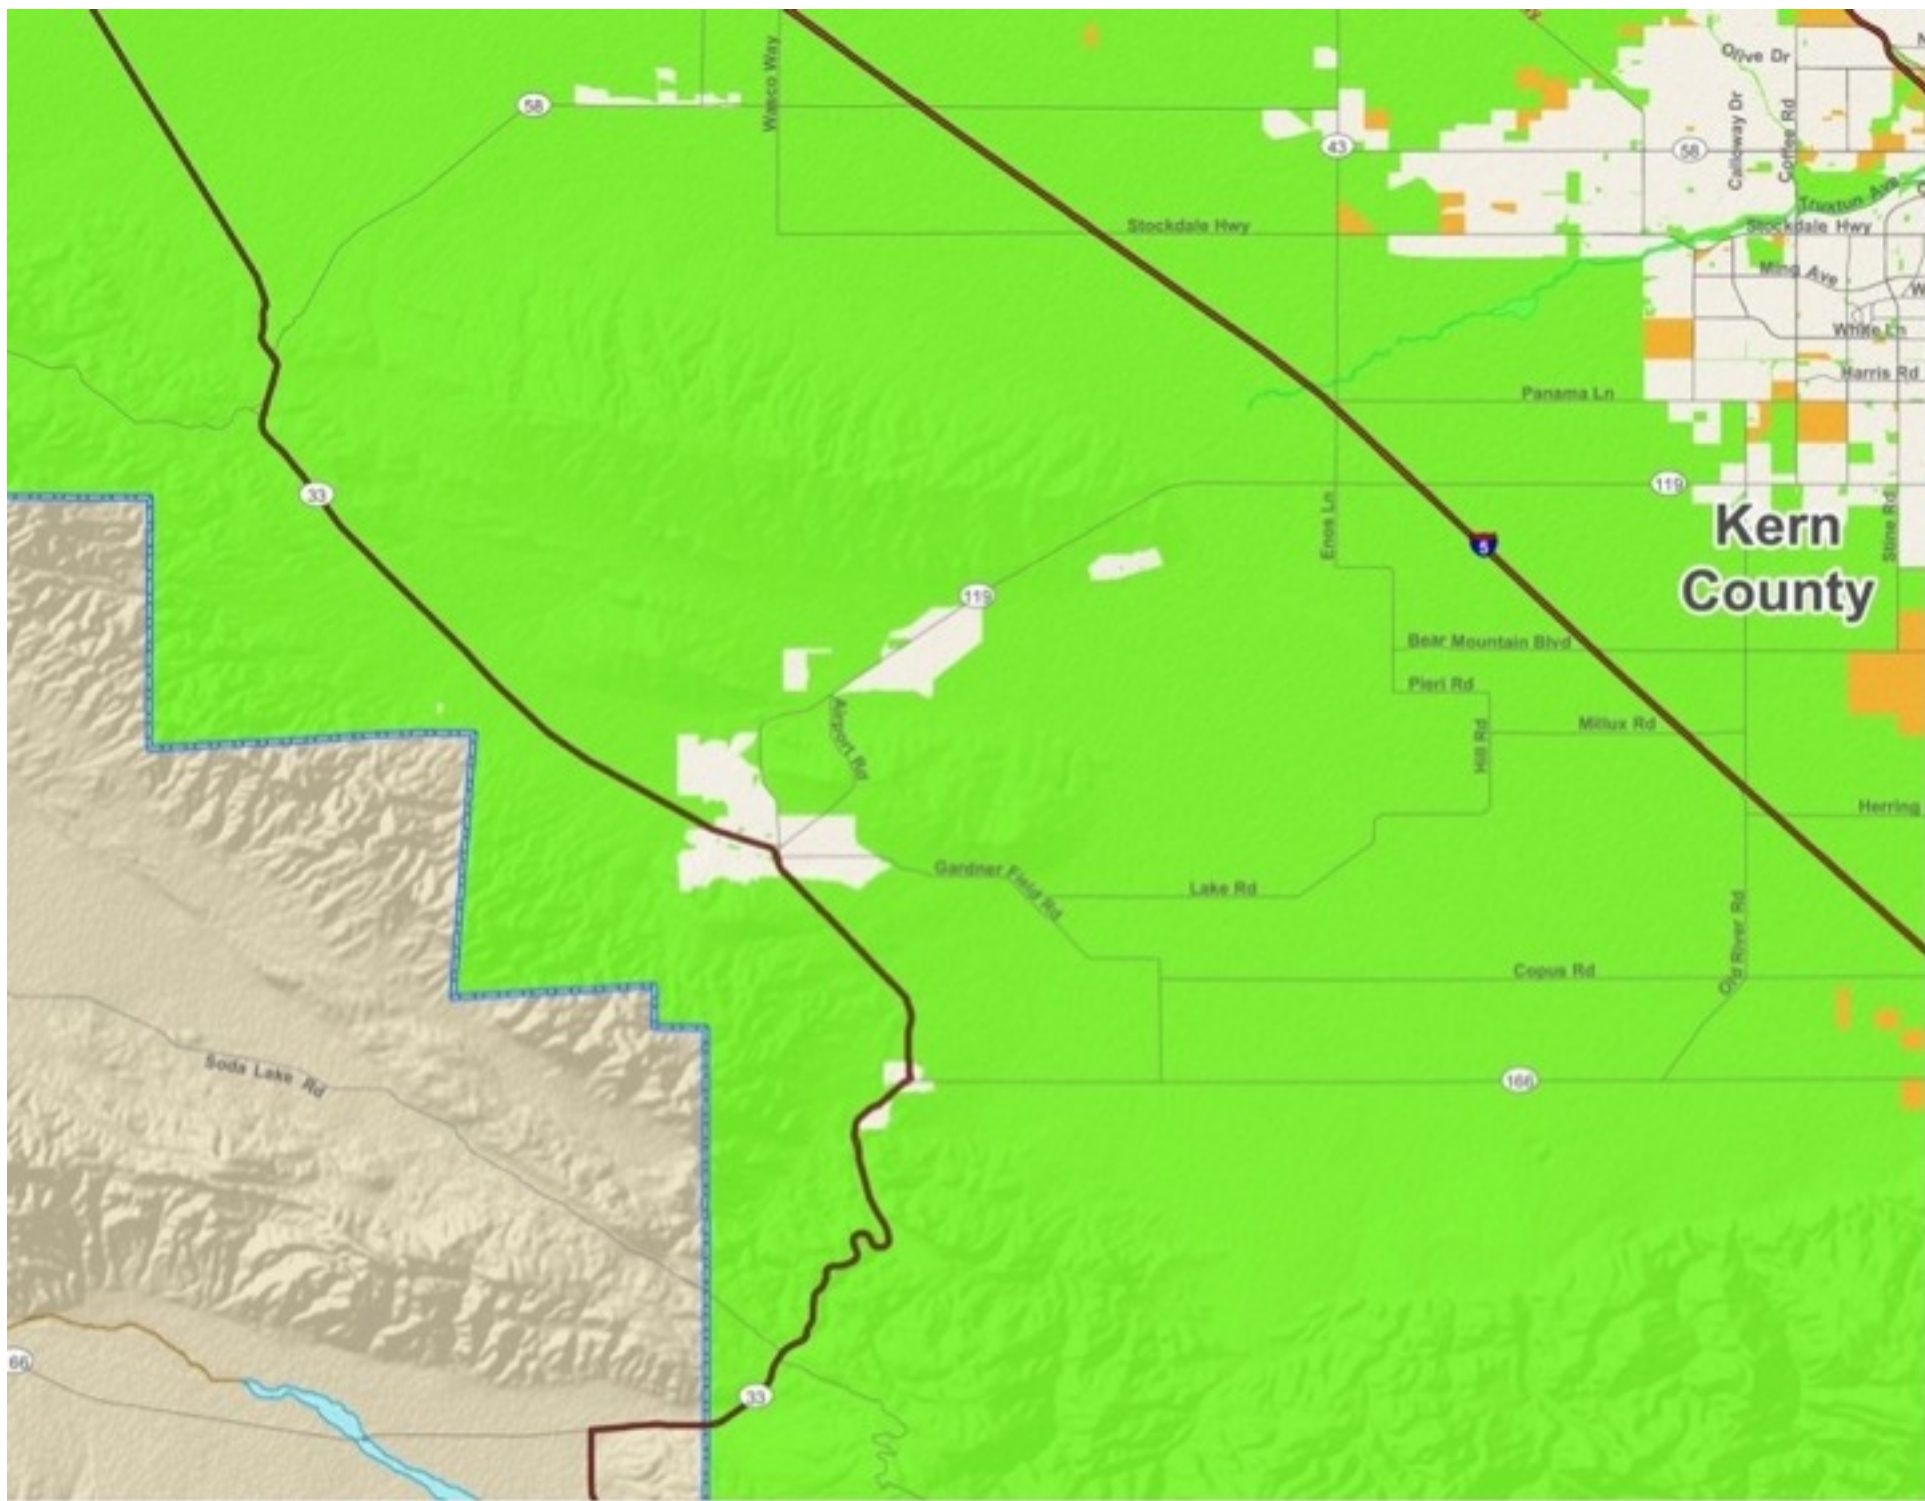 Olive Dr
58
Wasco Way
Calloway Dr
Coffee Rd
43
58
Truxtun Ave
Stockdale Hwy
Stockdale Hwy
Ming Ave
White Ln
Harris Rd
Panama Ln
33
119
Enos Ln
Stine Rd
Kern
County
5
119
Bear Mountain Blvd
Pieri Rd
Airport Rd
Hill Rd
Millux Rd
Herring
Gardner Field Rd
Lake Rd
Old River Rd
Copus Rd
Soda Lake Rd
166
66
33